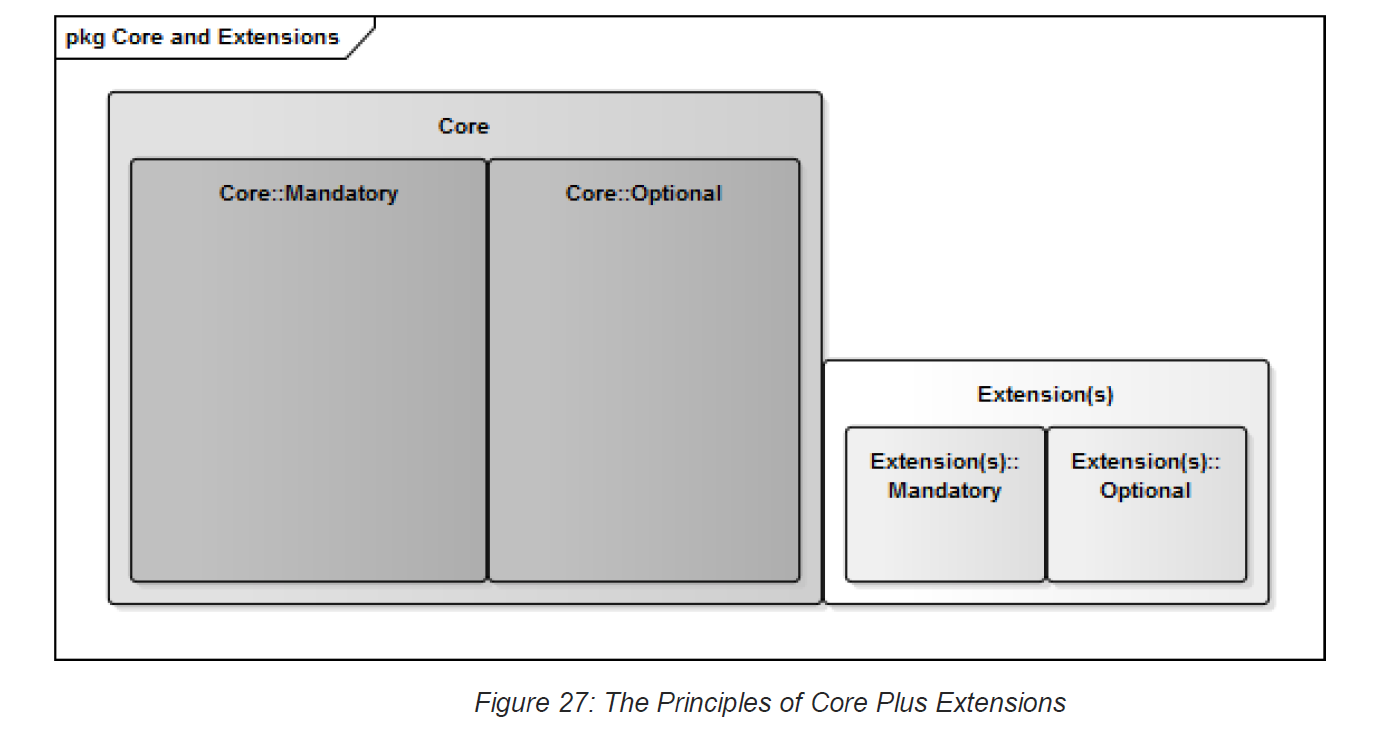 pkg Core and Extensions
Core
Core::Mandatory
Core::Optional
Extension(s)
Extension(s)::
Mandatory
Extension(s)::
Optional
Figure 27: The Principles of Core Plus Extensions